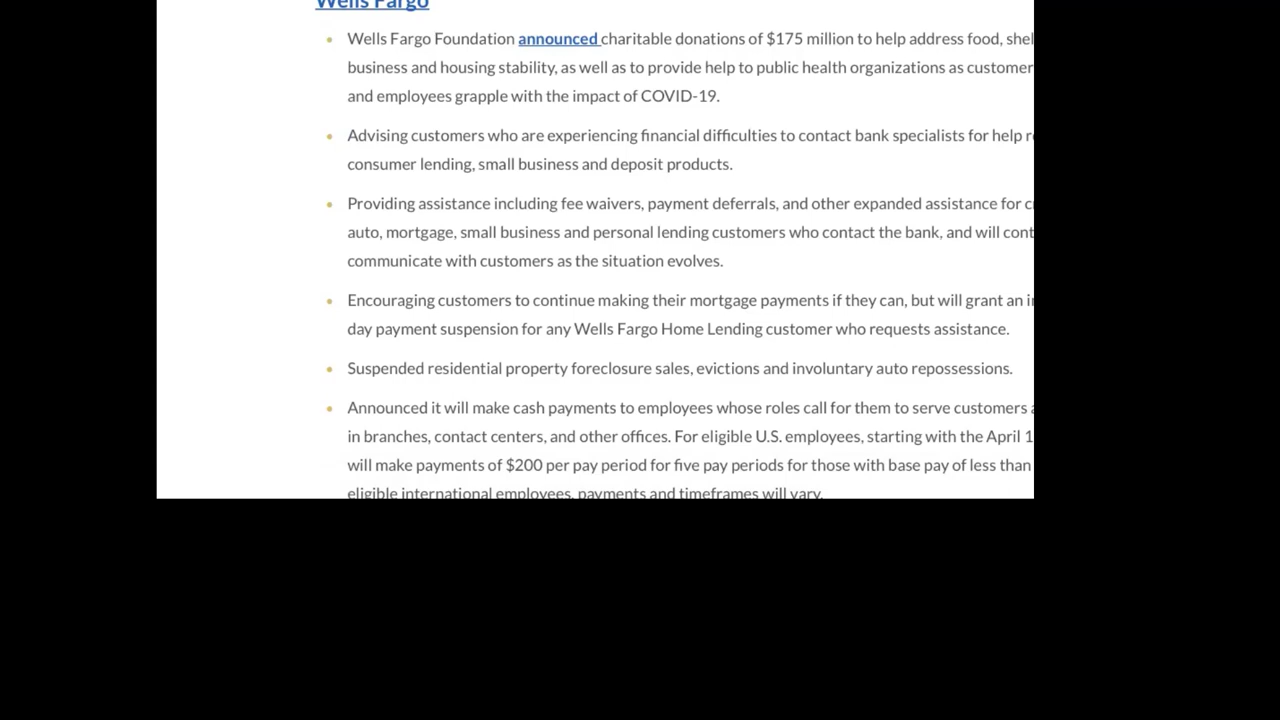 Wells Fargo
Wells Fargo Foundation announced charitable donations of $175 million to help address food,
business and housing stability, as well as to provide help to public health organizations as customer
and employees grapple with the impact of COVID-19.
Advising customers who are experiencing financial difficulties to contact bank specialists for help
consumer lending, small business and deposit products.
Providing assistance including fee waivers, payment deferrals, and other expanded assistance for
auto, mortgage, small business and personal lending customers who contact the bank, and will
communicate with customers as the situation evolves.
Encouraging customers to continue making their mortgage payments if they can, but will grant an
day payment suspension for any Wells Fargo Home Lending customer who requests assistance.
Suspended residential property foreclosure sales, evictions and involuntary auto repossessions.
Announced it will make cash payments to employees whose roles call for them to serve customers
in branches, contact centers, and other offices. For eligible U.S. employees, starting with the April 1
will make payments of $200 per pay period for five pay periods for those with base pay of less than
eligible international employees, payments and timeframes will vary.